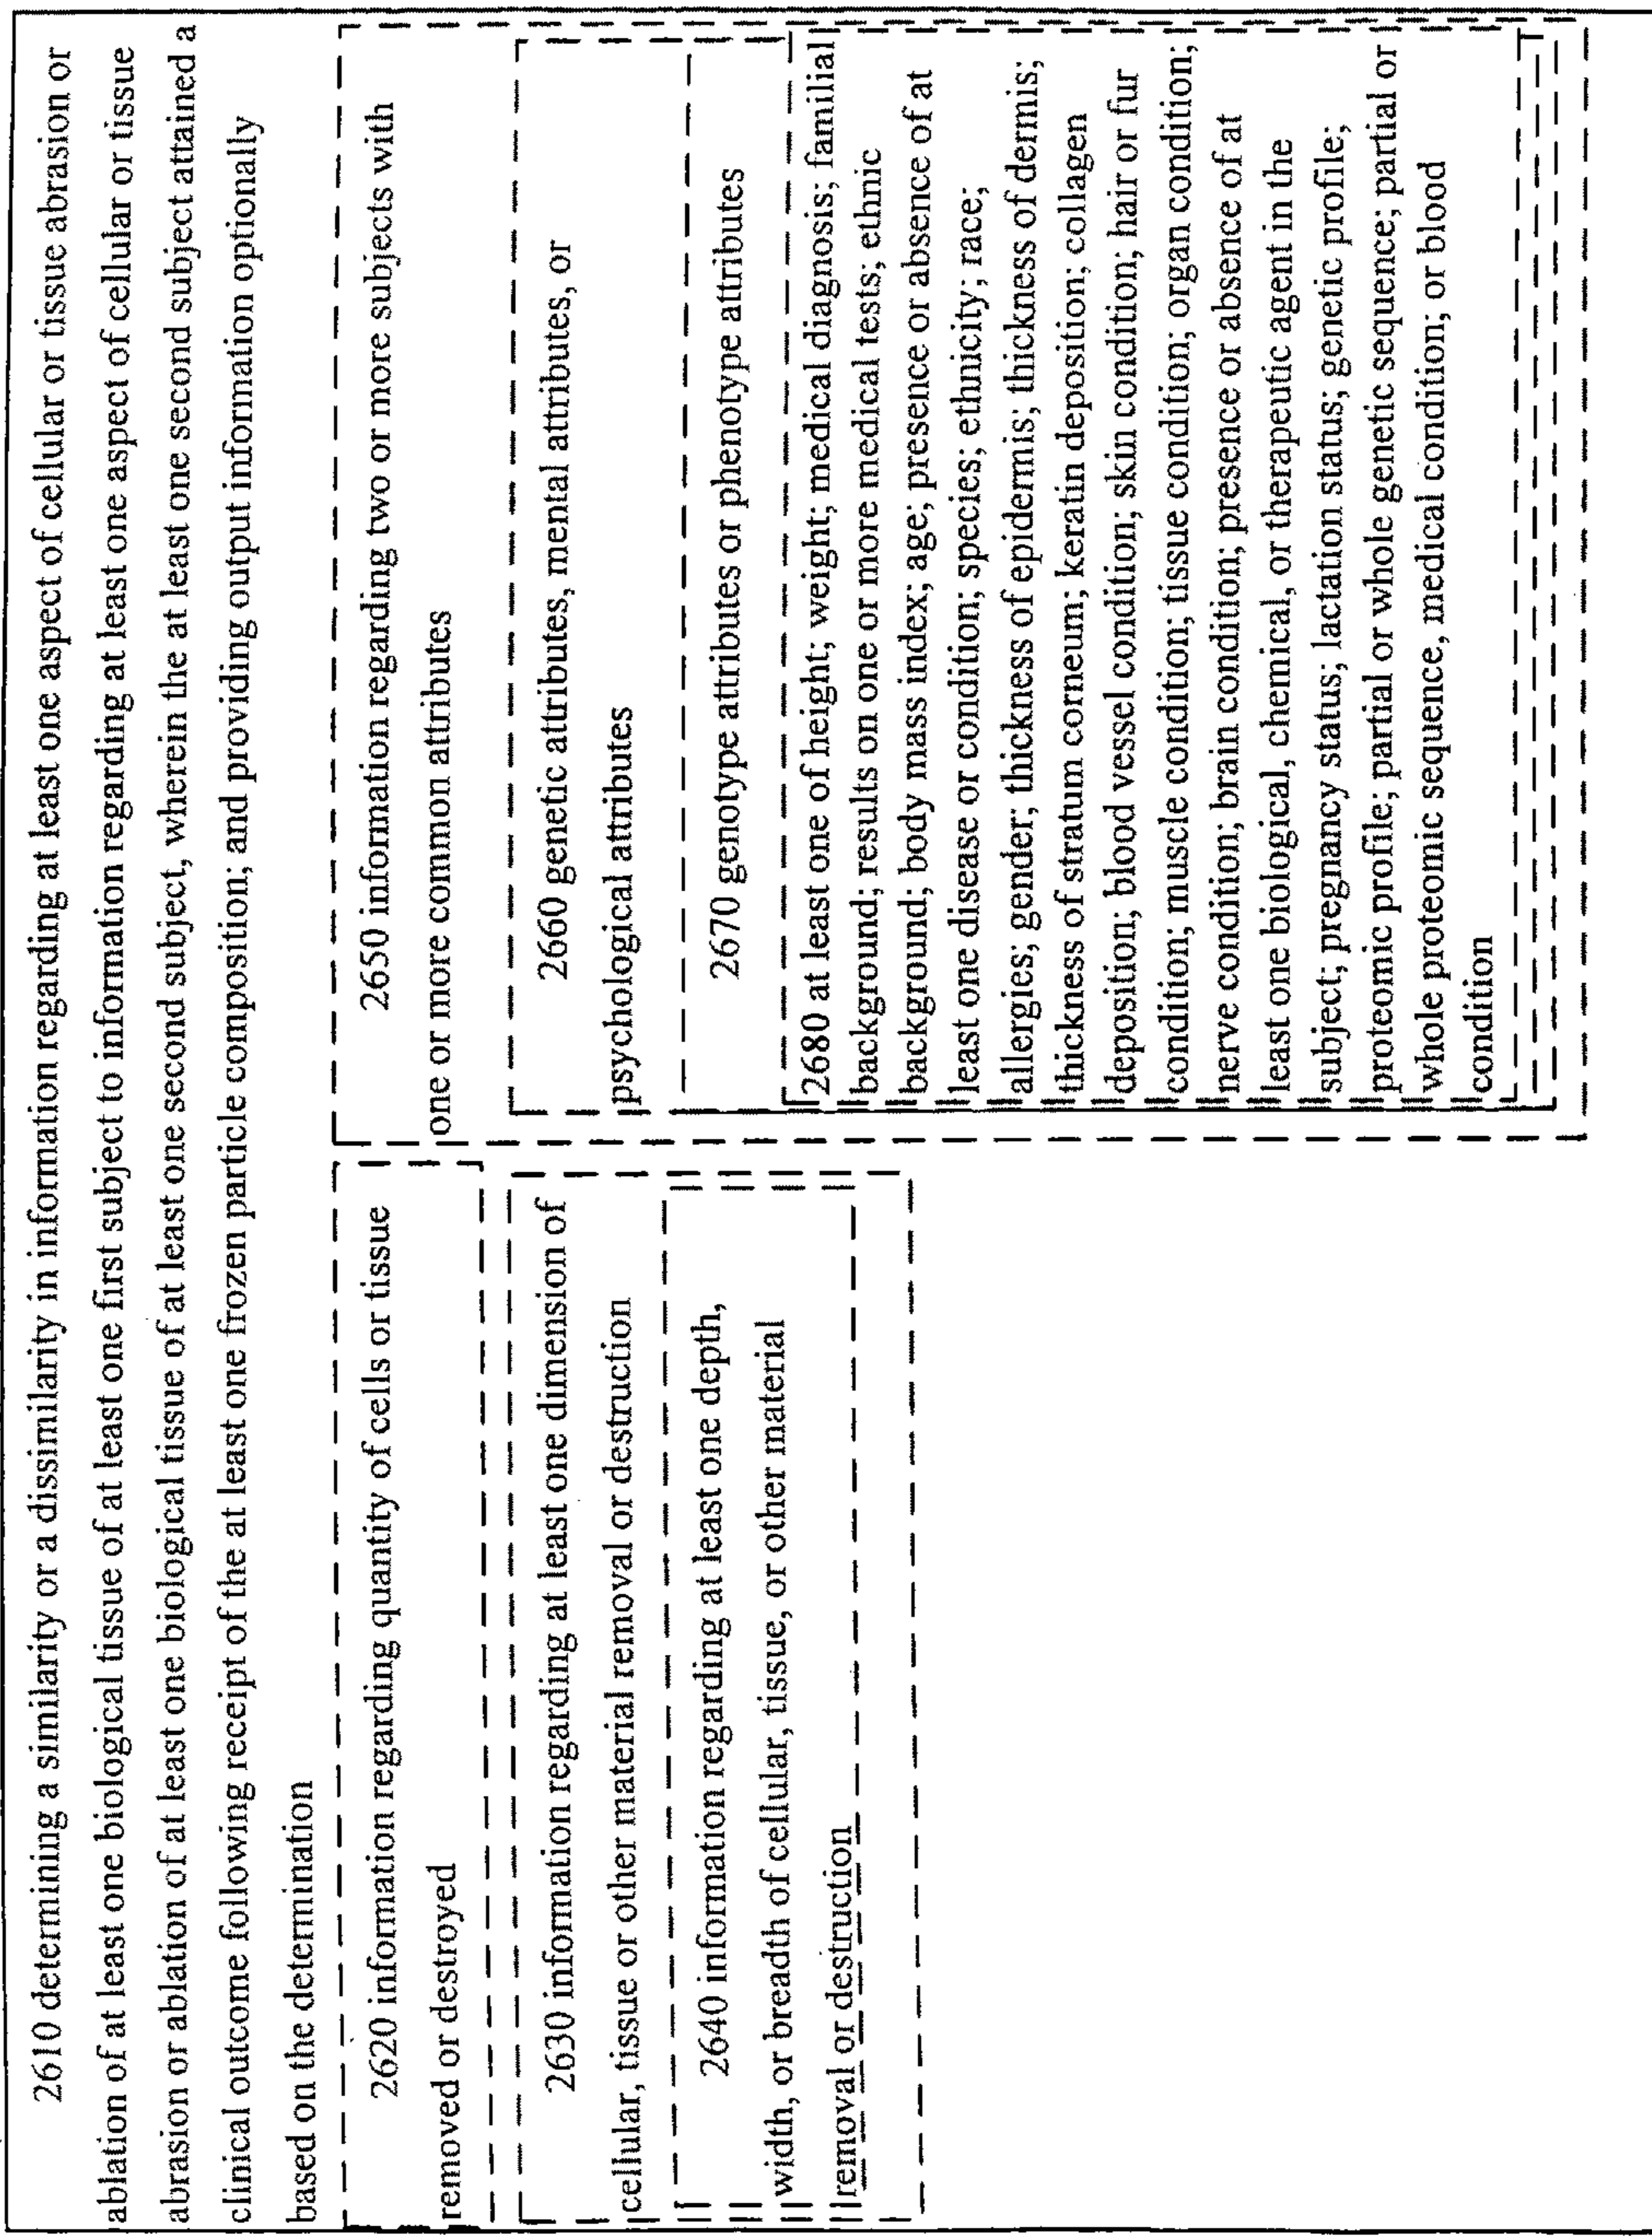 2610 determining a similarity or a dissimilarity in information regarding at least one aspect of cellular or tissue abrasion or
ablation of at least one biological tissue of at least one first subject to information regarding at least one aspect of cellular or tissue
abrasion or ablation of at least one biological tissue of at least one second subject, wherein the at least one second subject attained a
clinical outcome following receipt of the at least one frozen particle composition; and providing output information optionally
based on the determination
2620 information regarding quantity of cells or tissue
removed or destroyed
2630 information regarding at least one dimension of
cellular, tissue or other material removal or destruction
2640 information regarding at least one depth,
width, or breadth of cellular, tissue, or other material
removal or destruction
2650 information regarding two or more subjects with
one or more common attributes
2660 genetic attributes, mental attributes, or
psychological attributes
2670 genotype attributes or phenotype attributes
2680 at least one of height; weight; medical diagnosis; familial
background; results on one or more medical tests; ethnic
background; body mass index; age; presence or absence of at
least one disease or condition; species; ethnicity; race;
allergies; gender; thickness of epidermis; thickness of dermis;
thickness of stratum corneum; keratin deposition; collagen
deposition; blood vessel condition; skin condition; hair or fur
condition; muscle condition; tissue condition; organ condition;
nerve condition; brain condition; presence or absence of at
least one biological, chemical, or therapeutic agent in the
subject; pregnancy status; lactation status; genetic profile;
proteomic profile; partial or whole genetic sequence; partial or
whole proteomic sequence, medical condition; or blood
condition